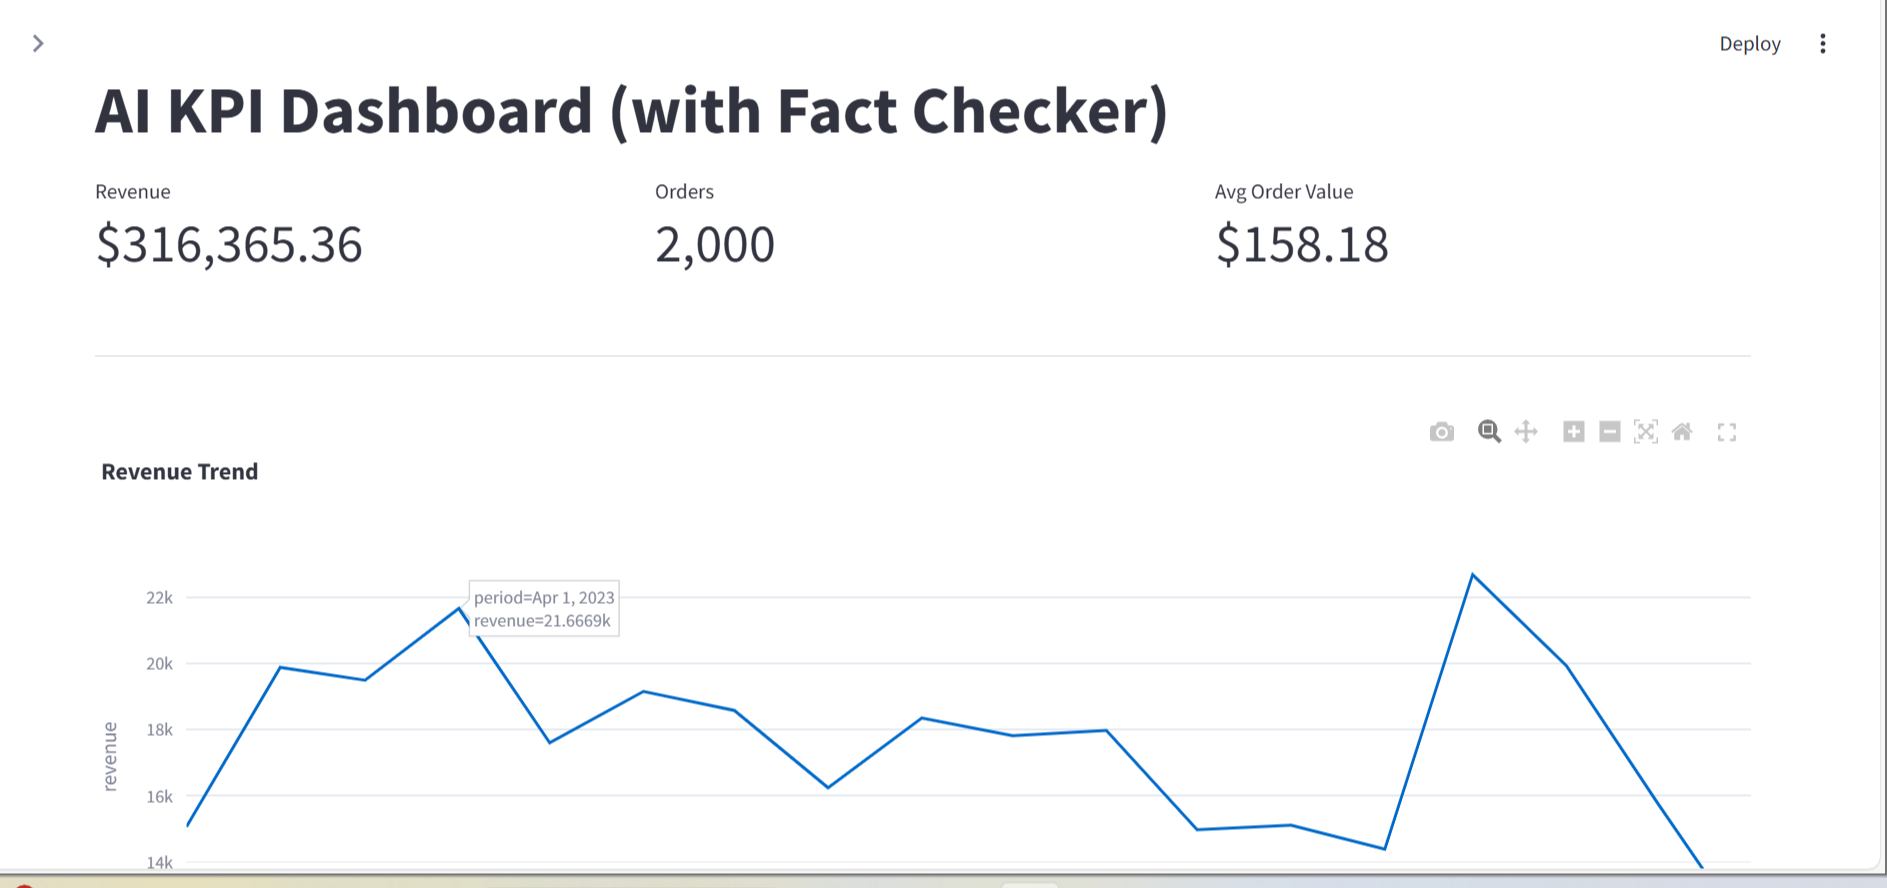 Deploy
AI KPI Dashboard (with Fact Checker)
Revenue
$316,365.36
Orders
2,000
Avg Order Value
$158.18
Revenue Trend
22k
20k
18k
16k
14k
revenue
period=Apr 1, 2023
revenue=21.6669k